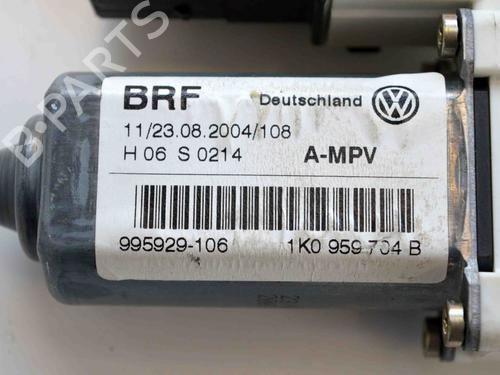 B·PARTS
BRF Deutschland
11/23.08.2004/108
H 06 S 0214 A-MPV
995929-106 1K0 959 704 B